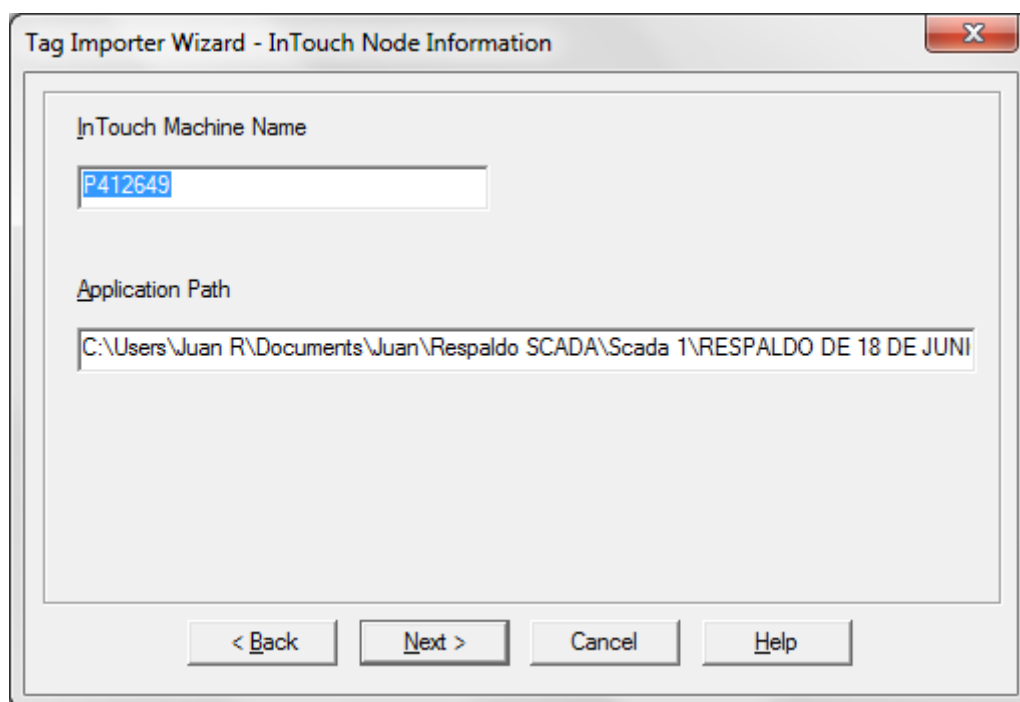 Tag Importer Wizard - InTouch Node Information
InTouch Machine Name
P412649
Application Path
C:\Users\Juan R\Documents\Juan\Respaldo SCADA\Scada 1\RESPALDO DE 18 DE JUNI
< Back Next > Cancel Help